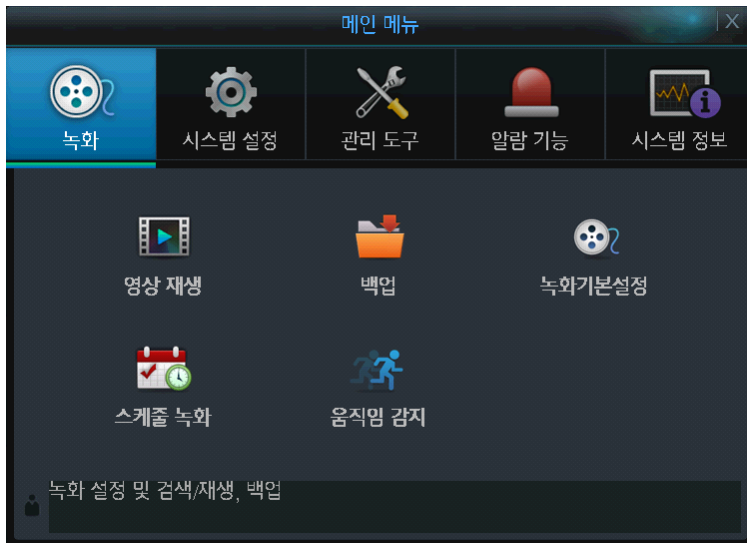 메인 메뉴
X
녹화
시스템 설정
관리 도구
알람 기능
시스템 정보
영상 재생
백업
녹화기본설정
스케줄 녹화
움직임 감지
녹화 설정 및 검색/재생, 백업